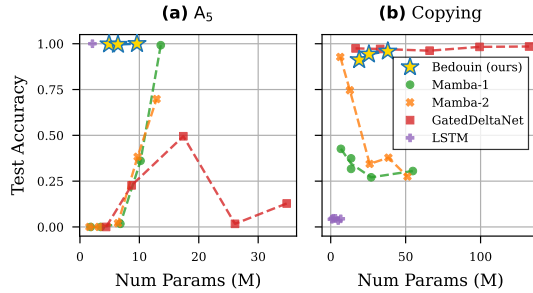 (a) A5
(b) Copying
1.00
0.75
0.50
0.25
0.00
Test Accuracy
0 10 20 30
Num Params (M)
0 50 100
Num Params (M)
Bedouin (ours)
Mamba-1
Mamba-2
GatedDeltaNet
LSTM